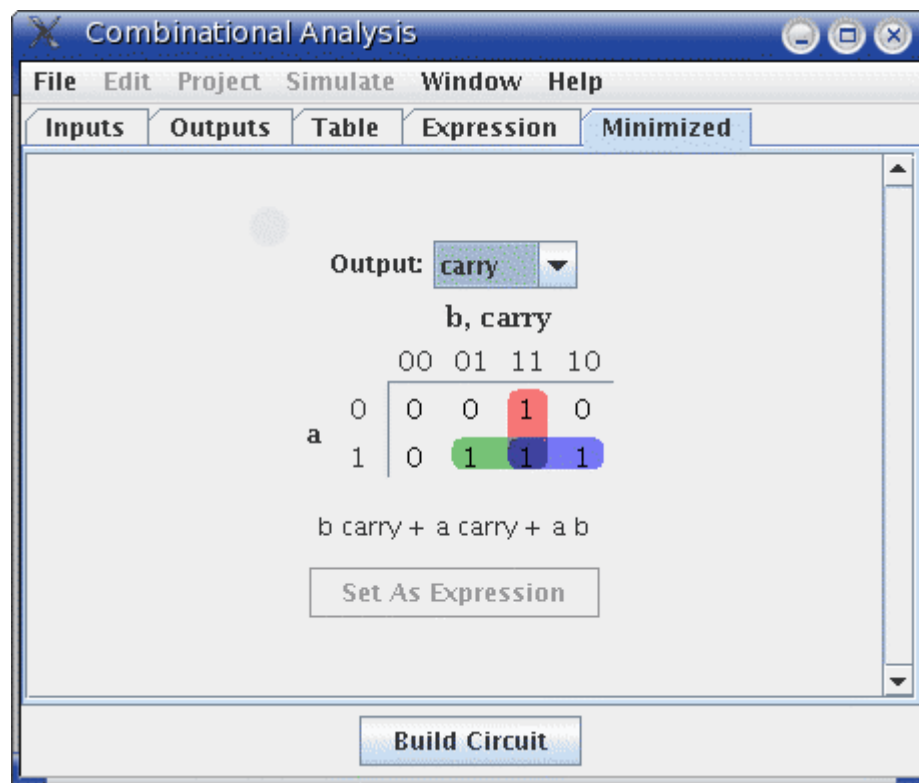 Combinational Analysis
File Edit Project Simulate Window Help
Inputs Outputs Table Expression Minimized
Output: carry
b, carry
00 01 11 10
0 0 0 1 0
a
1 0 1 1 1
b carry + a carry + a b
Set As Expression
Build Circuit